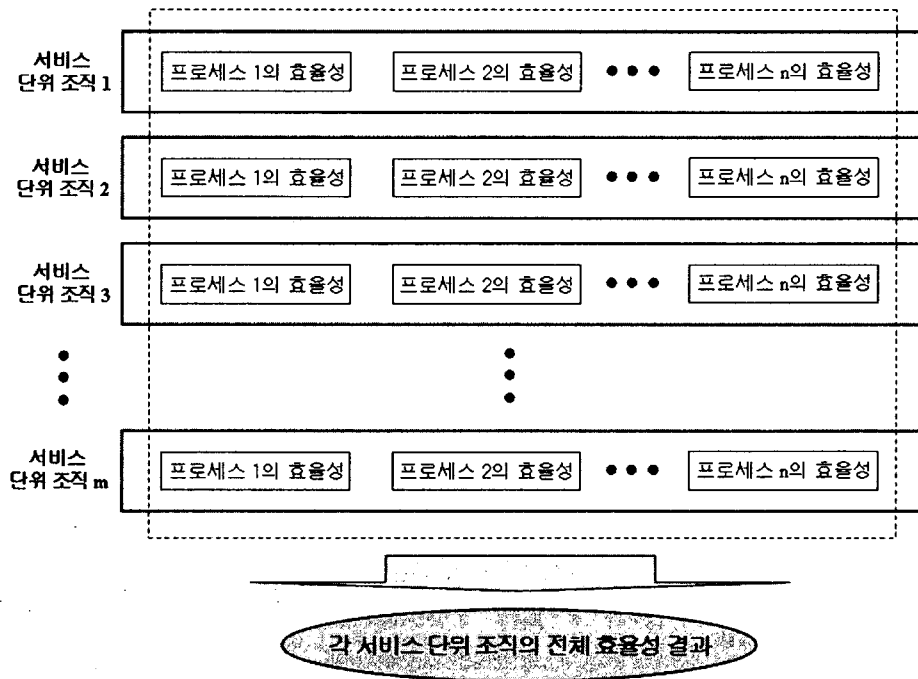 서비스
단위 조직 1
프로세스 1의 효율성 프로세스 2의 효율성 ● ● ● 프로세스 n의 효율성
서비스
단위 조직 2
프로세스 1의 효율성 프로세스 2의 효율성 ● ● ● 프로세스 n의 효율성
서비스
단위 조직 3
프로세스 1의 효율성 프로세스 2의 효율성 ● ● ● 프로세스 n의 효율성
서비스
단위 조직 m
프로세스 1의 효율성 프로세스 2의 효율성 ● ● ● 프로세스 n의 효율성
각 서비스 단위 조직의 전체 효율성 결과